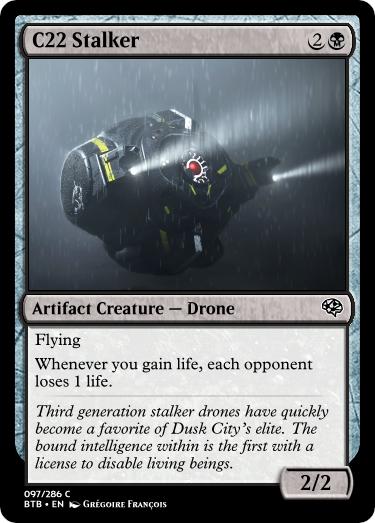 C22 Stalker
2
Artifact Creature — Drone
Flying
Whenever you gain life, each opponent
loses 1 life.
Third generation stalker drones have quickly
become a favorite of Dusk City's elite. The
bound intelligence within is the first with a
license to disable living beings.
2/2
097/286 C
BTB • EN Grégoire François